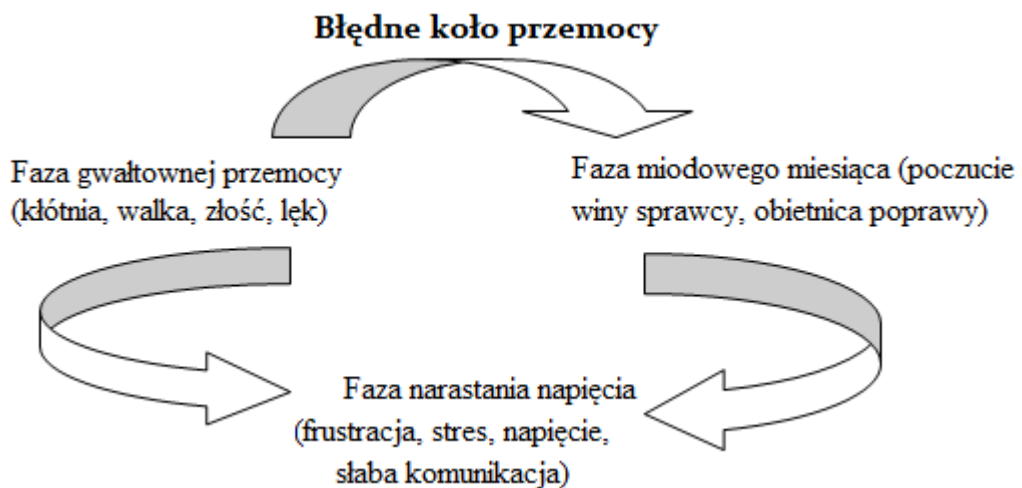 Błędne koło przemocy
Faza gwałtownej przemocy
(kłótnia, walka, złość, lęk)
Faza miodowego miesiąca (poczucie
winy sprawcy, obietnica poprawy)
Faza narastania napięcia
(frustracja, stres, napięcie,
słaba komunikacja)